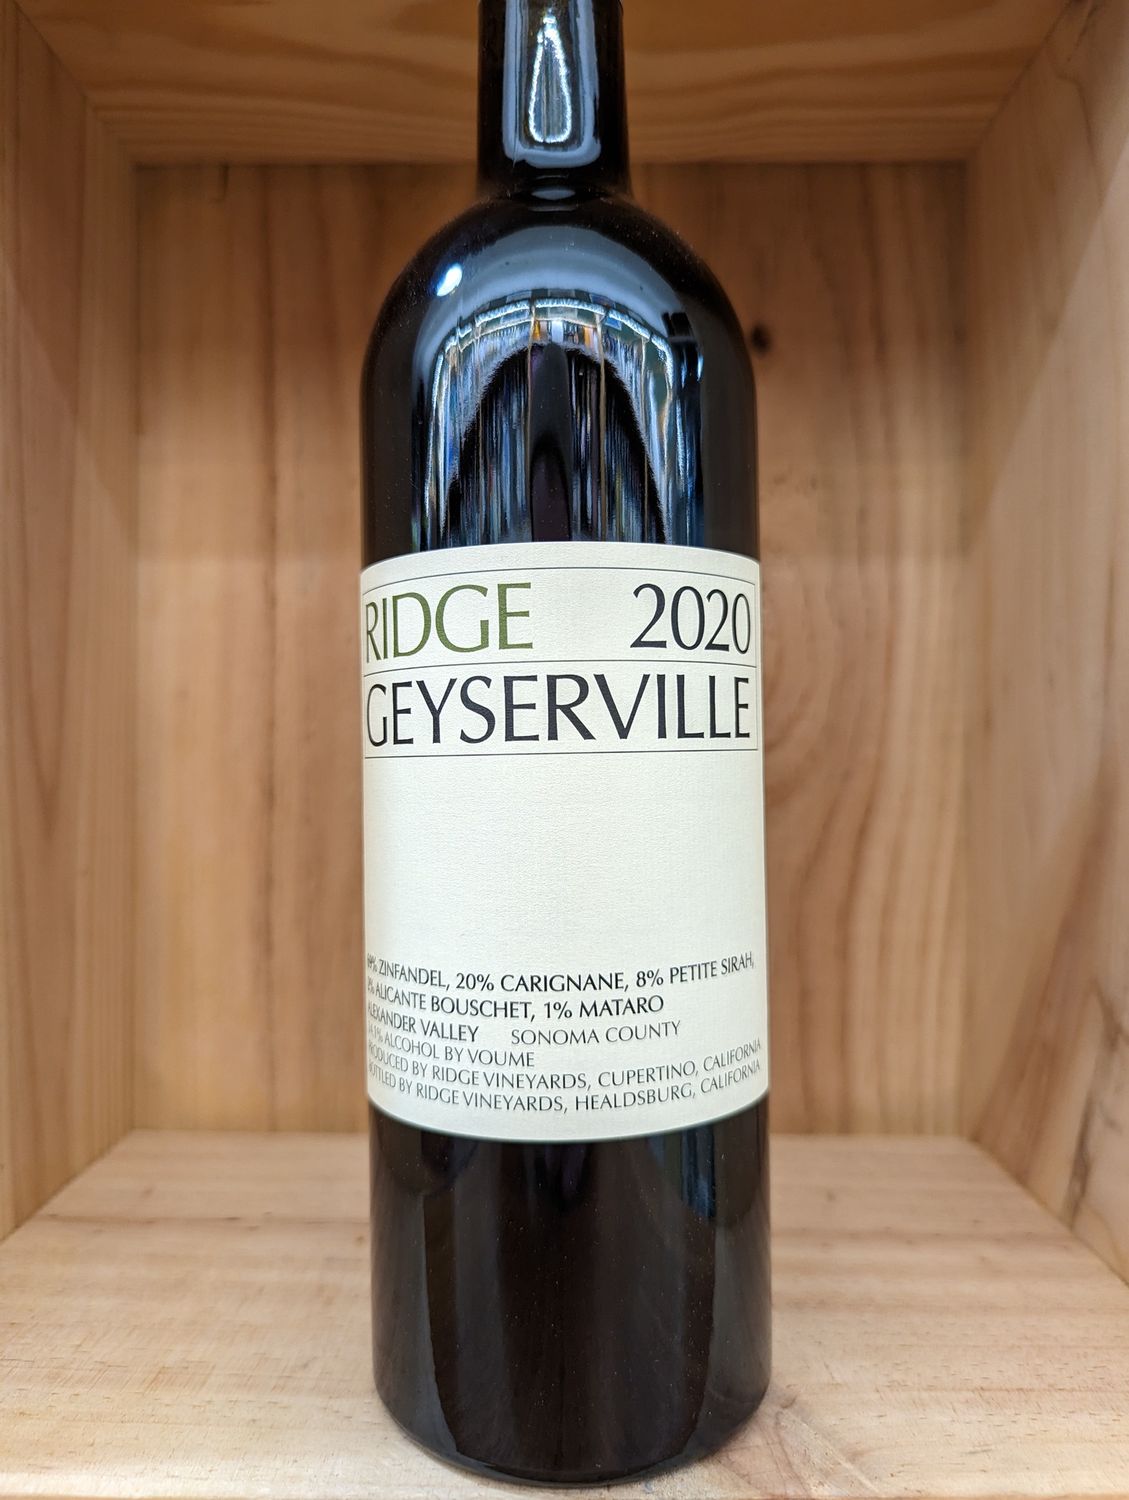 RIDGE 2020
GEYSERVILLE
ZINFANDEL, 20% CARIGNANE, 8% PETITE SIRAH,
ALICANTE BOUSCHET, 1% MATARO
ALEXANDER VALLEY SONOMA COUNTY
ALCOHOL BY VOUME
PRODUCED BY RIDGE VINEYARDS, CUPERTINO, CALIFORNIA
BOTTLED BY RIDGE VINEYARDS, HEALDSBURG, CALIFORNIA